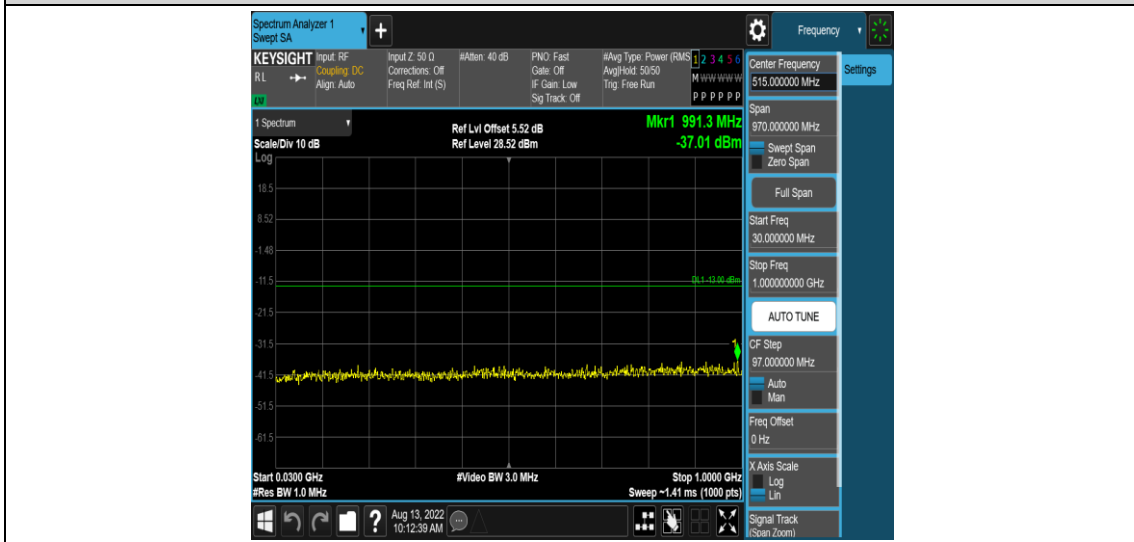 Spectrum Analyzer 1
Swept SA
+
Frequency
KEYSIGHT
RL
LXI
Input: RF
Coupling: DC
Align: Auto
Input Z: 50 Ω
Corrections: Off
Freq Ref: Int (S)
#Atten: 40 dB
PNO: Fast
Gate: Off
IF Gain: Low
Sig Track: Off
#Avg Type: Power (RMS
Avg|Hold: 50/50
Trig: Free Run
1 2 3 4 5 6
M W W W W W
P P P P P P
1 Spectrum
Scale/Div 10 dB
Log
Ref Lvl Offset 5.52 dB
Ref Level 28.52 dBm
Mkr1 991.3 MHz
-37.01 dBm
18.5
8.52
-1.48
-11.5
DL1 -13.00 dBm
-21.5
-31.5
1
-41.5
-51.5
-61.5
Start 0.0300 GHz
#Res BW 1.0 MHz
#Video BW 3.0 MHz
Stop 1.0000 GHz
Sweep ~1.41 ms (1000 pts)
?
Aug 13, 2022
10:12:39 AM
Center Frequency
515.000000 MHz
Settings
Span
970.000000 MHz
Swept Span
Zero Span
Full Span
Start Freq
30.000000 MHz
Stop Freq
1.000000000 GHz
AUTO TUNE
CF Step
97.000000 MHz
Auto
Man
Freq Offset
0 Hz
X Axis Scale
Log
Lin
Signal Track
(Span Zoom)